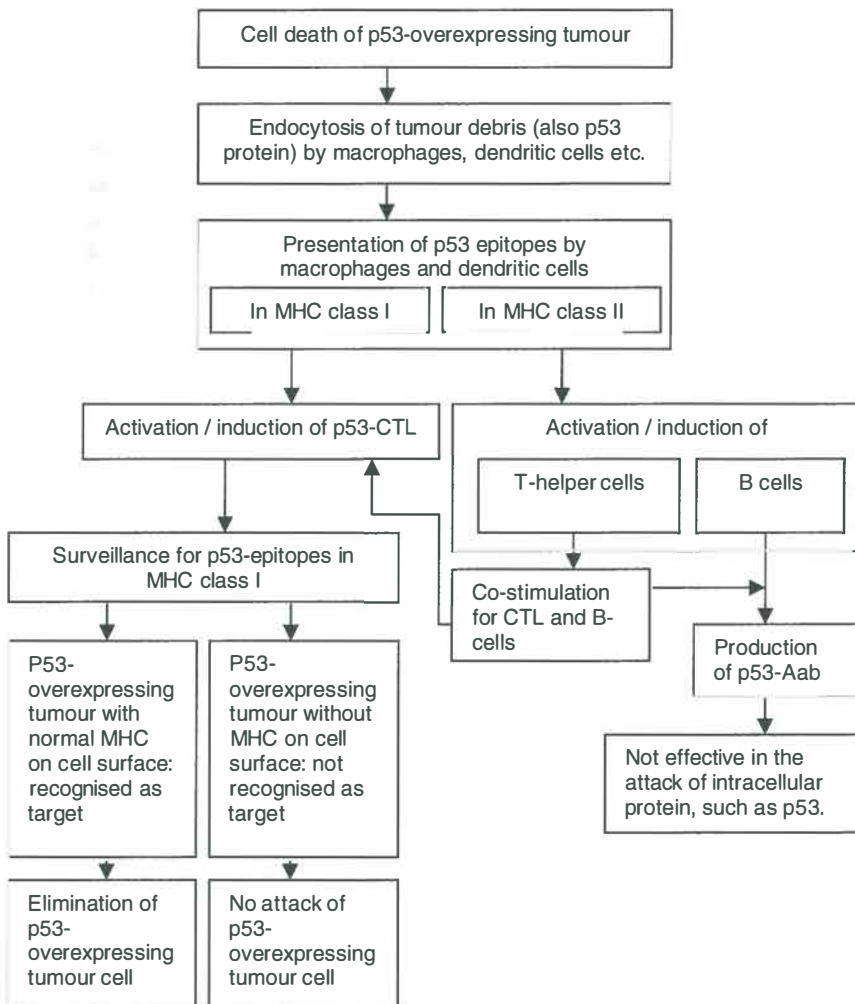 Cell death of p53-overexpressing tumour
Endocytosis of tumour debris (also p53
protein) by macrophages, dendritic cells etc.
Presentation of p53 epitopes by
macrophages and dendritic cells
In MHC class I
In MHC class II
Activation / induction of p53-CTL
Activation / induction of
T-helper cells
B cells
Surveillance for p53-epitopes in
MHC class I
Co-stimulation
for CTL and B-
cells
Production
of p53-Aab
P53-
overexpressing
tumour with
normal MHC
on cell surface:
recognised as
target
P53-
overexpressing
tumour without
MHC on cell
surface: not
recognised as
target
Not effective in the
attack of intracellular
protein, such as p53.
Elimination of
p53-
overexpressing
tumour cell
No attack of
p53-
overexpressing
tumour cell